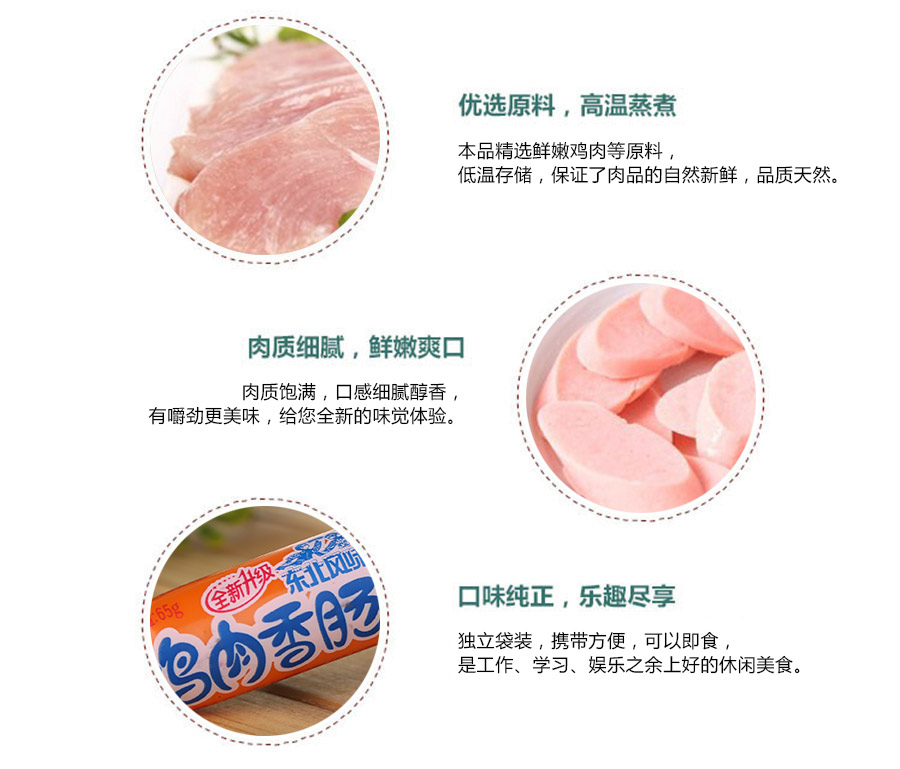 优选原料，高温蒸煮
本品精选鲜嫩鸡肉等原料，
低温存储，保证了肉品的自然新鲜，品质天然。
肉质细腻，鲜嫩爽口
肉质饱满，口感细腻醇香，
有嚼劲更美味，给您全新的味觉体验。
全新升级
东北风味
65g
鸡肉香肠
口味纯正，乐趣尽享
独立袋装，携带方便，可以即食，
是工作、学习、娱乐之余上好的休闲美食。